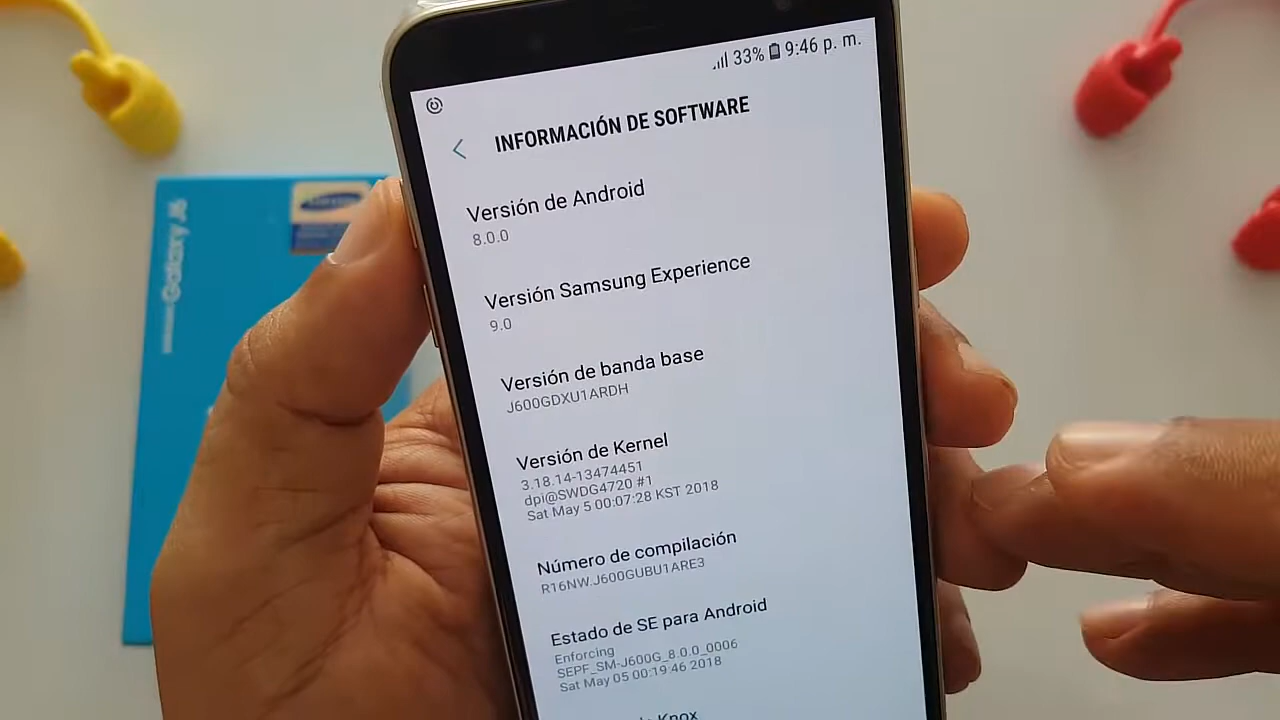 33% 9:46 p. m.
INFORMACIÓN DE SOFTWARE
Versión de Android
8.0.0
Versión Samsung Experience
9.0
Versión de banda base
J600GDXU1ARDH
Versión de Kernel
3.18.14-13474451
dpi@SWDG4720 #1
Sat May 5 00:07:28 KST 2018
Número de compilación
R16NW.J600GUBU1ARE3
Estado de SE para Android
Enforcing
SEPF_SM-J600G_8.0.0_0006
Sat May 05 00:19:46 2018
Knox
Galaxy J6
SAMSUNG